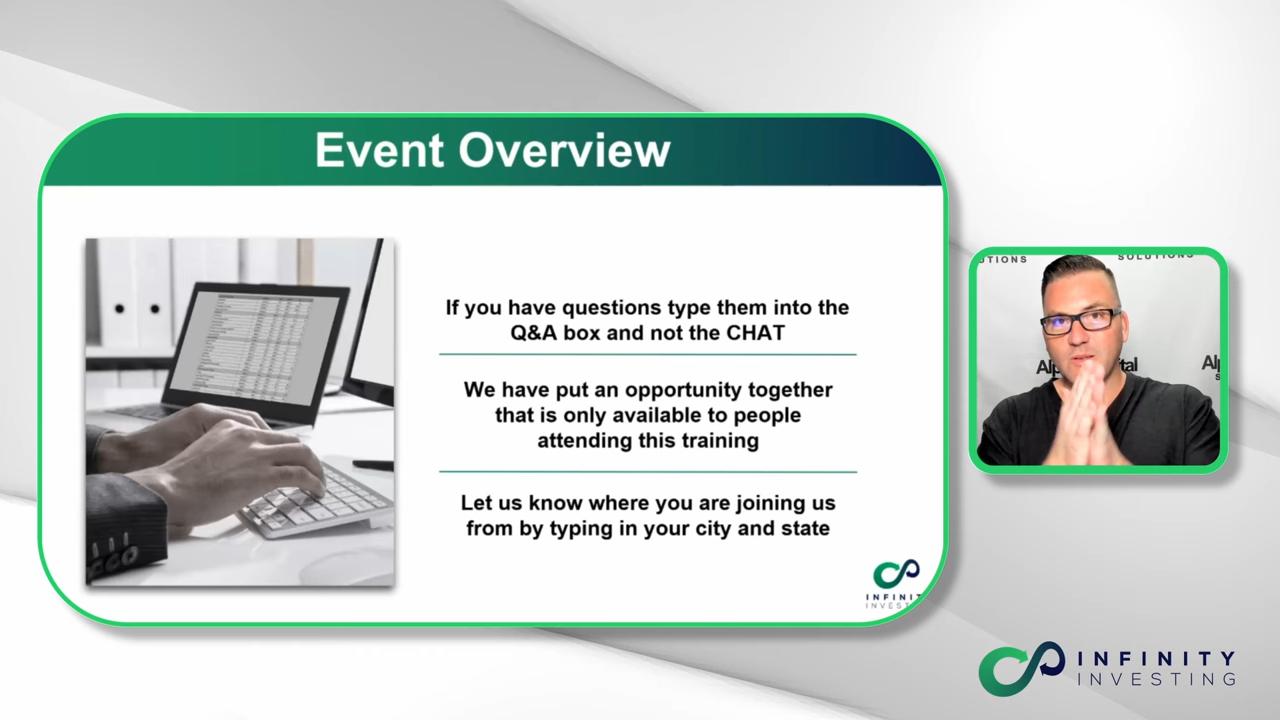 Event Overview
If you have questions type them into the
Q&A box and not the CHAT
We have put an opportunity together
that is only available to people
attending this training
Let us know where you are joining us
from by typing in your city and state
SOLUTIONS
INFINITY
INVESTING